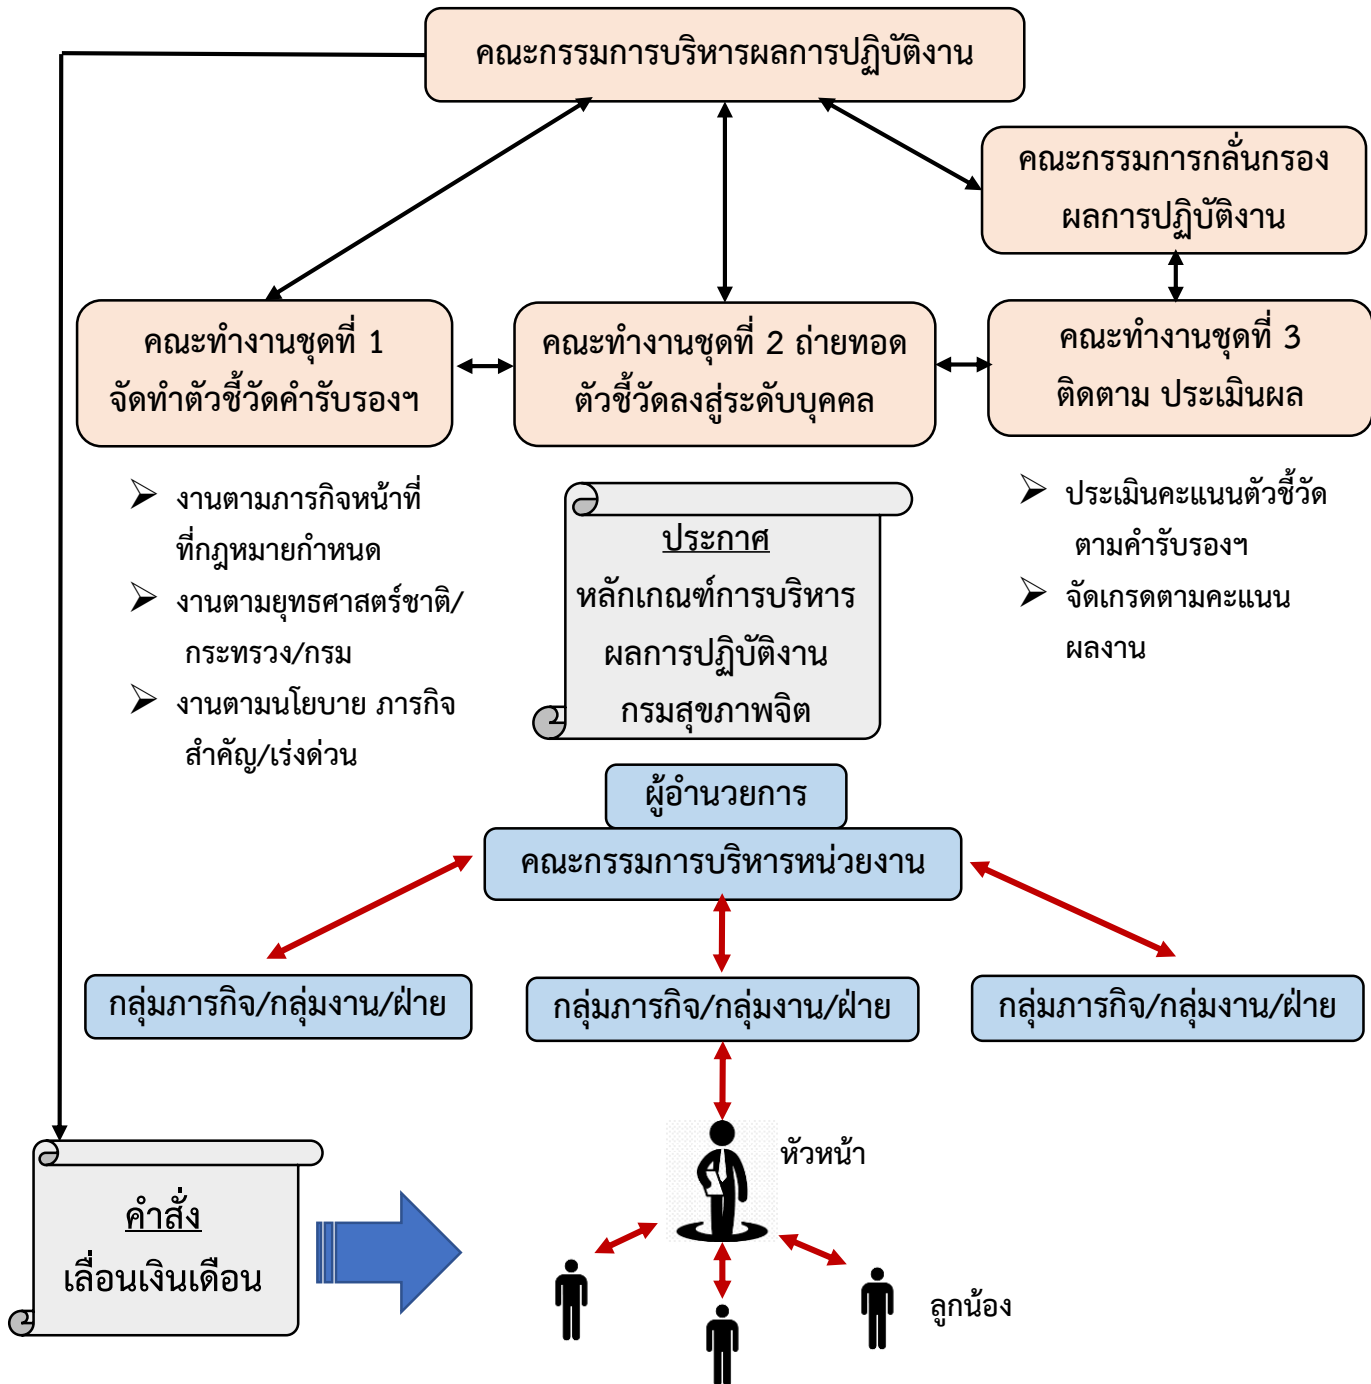 คณะกรรมการบริหารผลการปฏิบัติงาน
คณะกรรมการกลั่นกรอง
ผลการปฏิบัติงาน
คณะทำงานชุดที่ 1
จัดทำตัวชี้วัดคำรับรองฯ
คณะทำงานชุดที่ 2 ถ่ายทอด
ตัวชี้วัดลงสู่ระดับบุคคล
คณะทำงานชุดที่ 3
ติดตาม ประเมินผล
งานตามภารกิจหน้าที่
ที่กฎหมายกำหนด
งานตามยุทธศาสตร์ชาติ/
กระทรวง/กรม
งานตามนโยบาย ภารกิจ
สำคัญ/เร่งด่วน
ประกาศ
หลักเกณฑ์การบริหาร
ผลการปฏิบัติงาน
กรมสุขภาพจิต
ประเมินคะแนนตัวชี้วัด
ตามคำรับรองฯ
จัดเกรดตามคะแนน
ผลงาน
ผู้อำนวยการ
คณะกรรมการบริหารหน่วยงาน
กลุ่มภารกิจ/กลุ่มงาน/ฝ่าย
กลุ่มภารกิจ/กลุ่มงาน/ฝ่าย
กลุ่มภารกิจ/กลุ่มงาน/ฝ่าย
หัวหน้า
คำสั่ง
เลื่อนเงินเดือน
ลูกน้อง